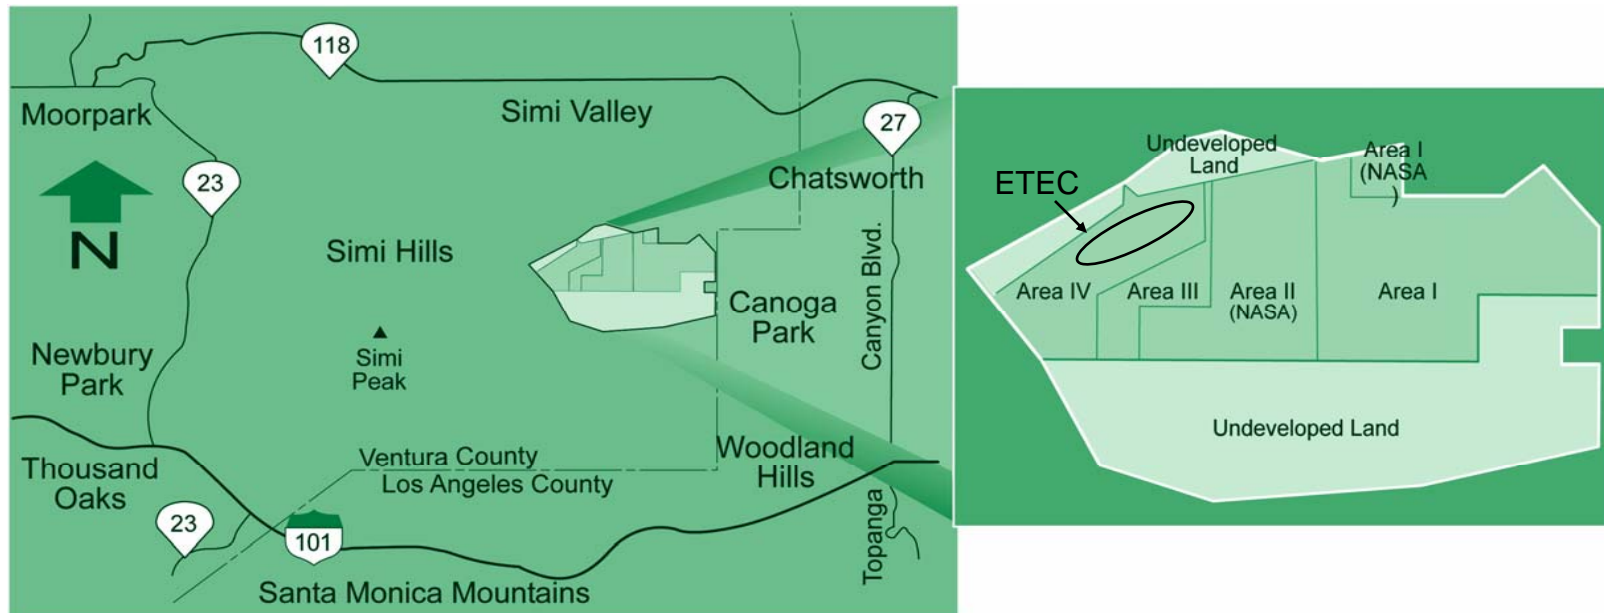 118
Moorpark
Simi Valley
27
23
Chatsworth
N
Simi Hills
Canoga
Park
Simi
Peak
Newbury
Park
Canyon Blvd.
Topanga
Woodland
Hills
Ventura County
Los Angeles County
Thousand
Oaks
23
101
Santa Monica Mountains
Undeveloped
Land
Area I
(NASA
)
ETEC
Area IV
Area III
Area II
(NASA)
Area I
Undeveloped Land